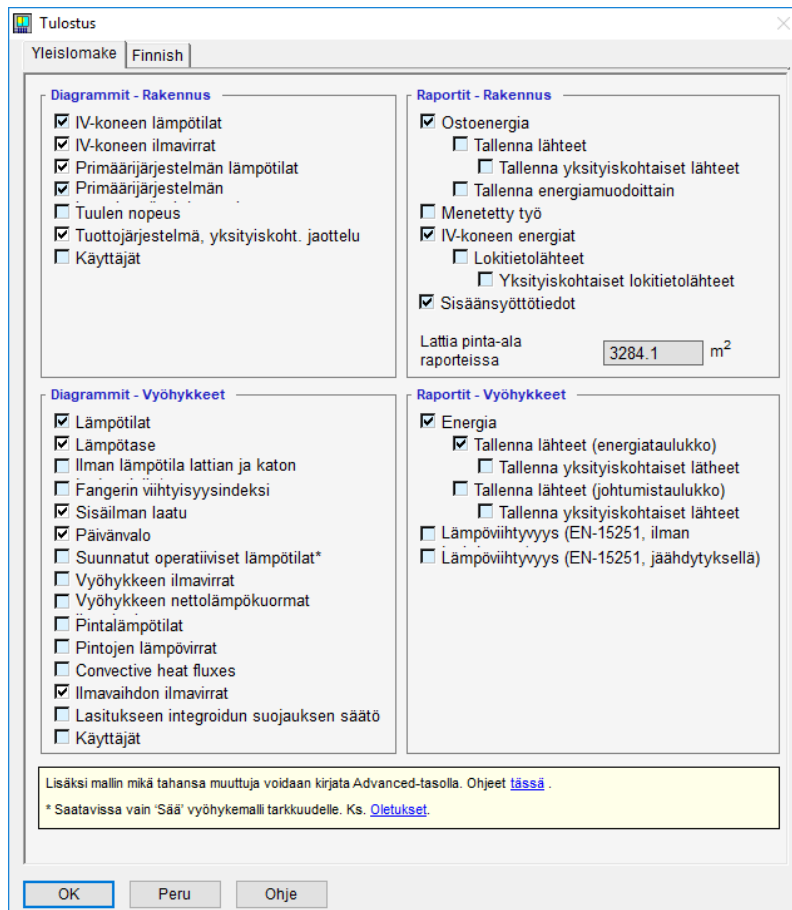 Tulostus
Yleislomake
Finnish
Diagrammit - Rakennus
IV-koneen lämpötilat
IV-koneen ilmavirrat
Primäärijärjestelmän lämpötilat
Primäärijärjestelmän
Tuulen nopeus
Tuottojärjestelmä, yksityiskoht. jaottelu
Käyttäjät
Raportit - Rakennus
Ostoenergia
Tallenna lähteet
Tallenna yksityiskohtaiset lähteet
Tallenna energiamuodoittain
Menetetty työ
IV-koneen energiat
Lokitietolähteet
Yksityiskohtaiset lokitietolähteet
Sisäänsyöttötiedot
Lattia pinta-ala
raporteissa
3284.1 m²
Diagrammit - Vyöhykkeet
Lämpötilat
Lämpötase
Ilman lämpötila lattian ja katon
Fangerin viihtyisyysindeksi
Sisäilman laatu
Päivänvalo
Suunnatut operatiiviset lämpötilat*
Vyöhykkeen ilmavirrat
Vyöhykkeen nettolämpökuormat
Pintalämpötilat
Pintojen lämpövirrat
Convective heat fluxes
Ilmavaihdon ilmavirrat
Lasitukseen integroidun suojauksen säätö
Käyttäjät
Raportit - Vyöhykkeet
Energia
Tallenna lähteet (energiataulukko)
Tallenna yksityiskohtaiset lätheet
Tallenna lähteet (johtumistaulukko)
Tallenna yksityiskohtaiset lähteet
Lämpöviihtyvyys (EN-15251, ilman
Lämpöviihtyvyys (EN-15251, jäähdytyksellä)
Lisäksi mallin mikä tahansa muuttuja voidaan kirjata Advanced-tasolla. Ohjeet tässä .
* Saatavissa vain 'Sää' vyöhykemalli tarkkuudelle. Ks. Oletukset.
OK
Peru
Ohje